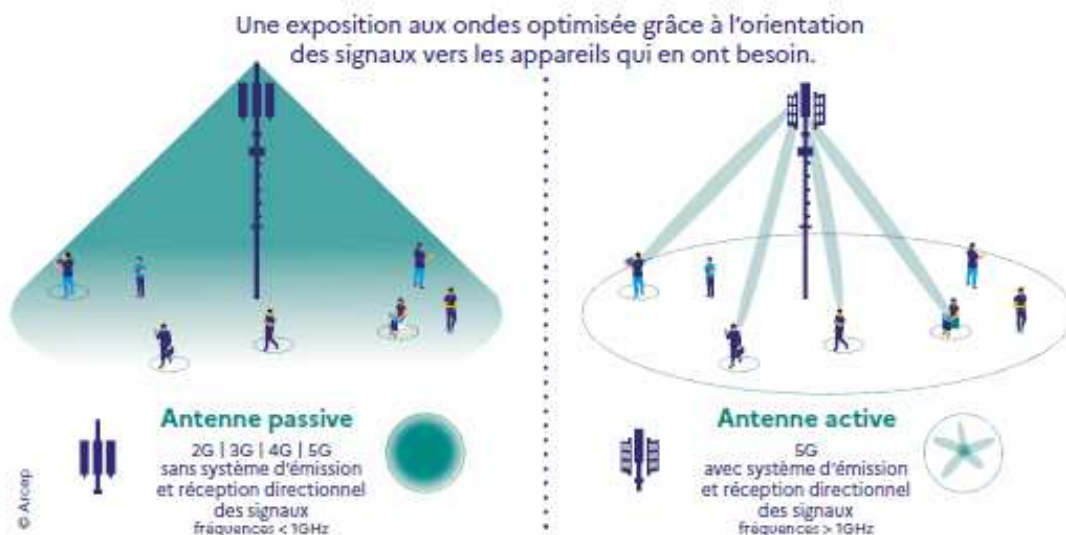 Une exposition aux ondes optimisée grâce à l'orientation
des signaux vers les appareils qui en ont besoin.
Antenne passive
2G | 3G | 4G | 5G
sans système d'émission
et réception directionnel
des signaux
fréquences < 1GHz
Antenne active
5G
avec système d'émission
et réception directionnel
des signaux
fréquences > 1GHz
© Arcep